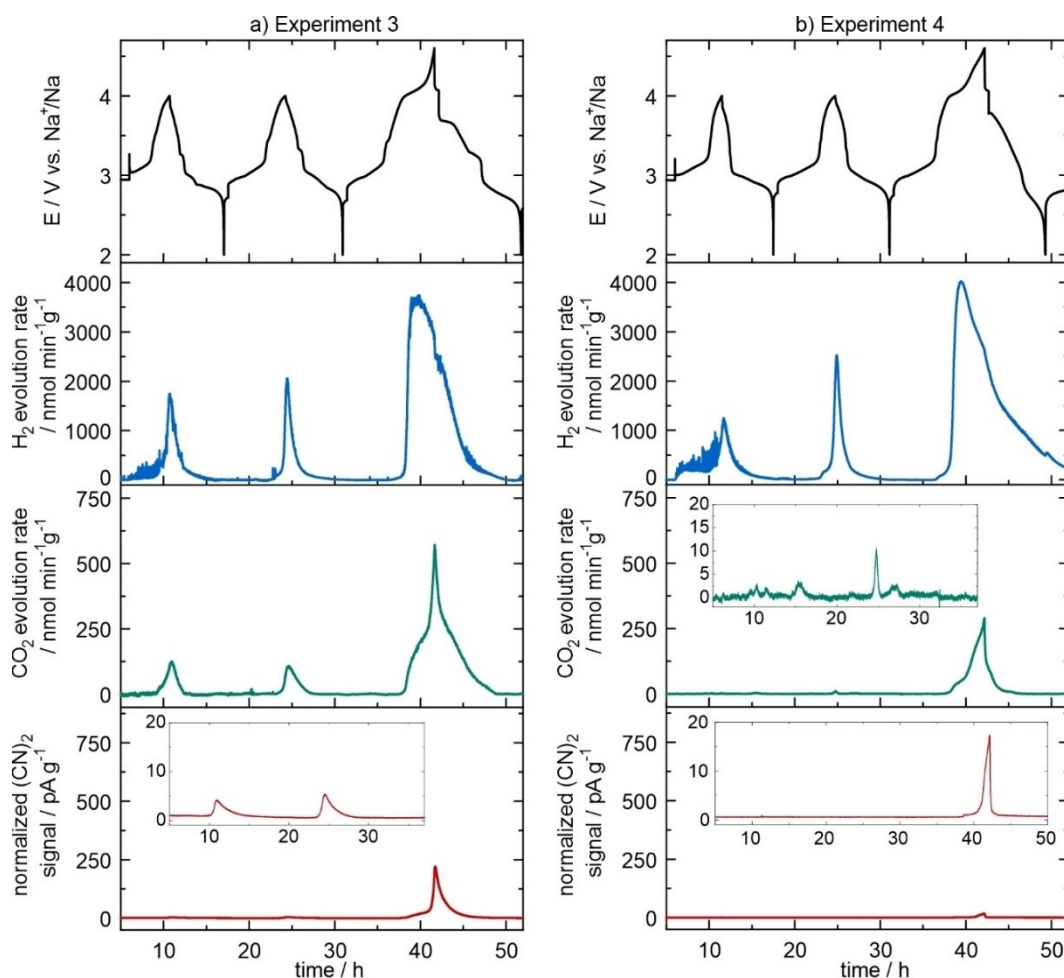 a) Experiment 3
b) Experiment 4
E / V vs. Na⁺/Na
4
3
2
E / V vs. Na⁺/Na
4
3
2
H₂ evolution rate
/ nmol min⁻¹g⁻¹
4000
3000
2000
1000
0
H₂ evolution rate
/ nmol min⁻¹g⁻¹
4000
3000
2000
1000
0
CO₂ evolution rate
/ nmol min⁻¹g⁻¹
750
500
250
0
CO₂ evolution rate
/ nmol min⁻¹g⁻¹
750
500
250
0
20
15
10
5
0
10 20 30
normalized (CN)₂
signal / pA g⁻¹
750
500
250
0
20
10
0
10 20 30
normalized (CN)₂
signal / pA g⁻¹
750
500
250
0
20
10
0
10 20 30 40 50
10 20 30 40 50
time / h
10 20 30 40 50
time / h